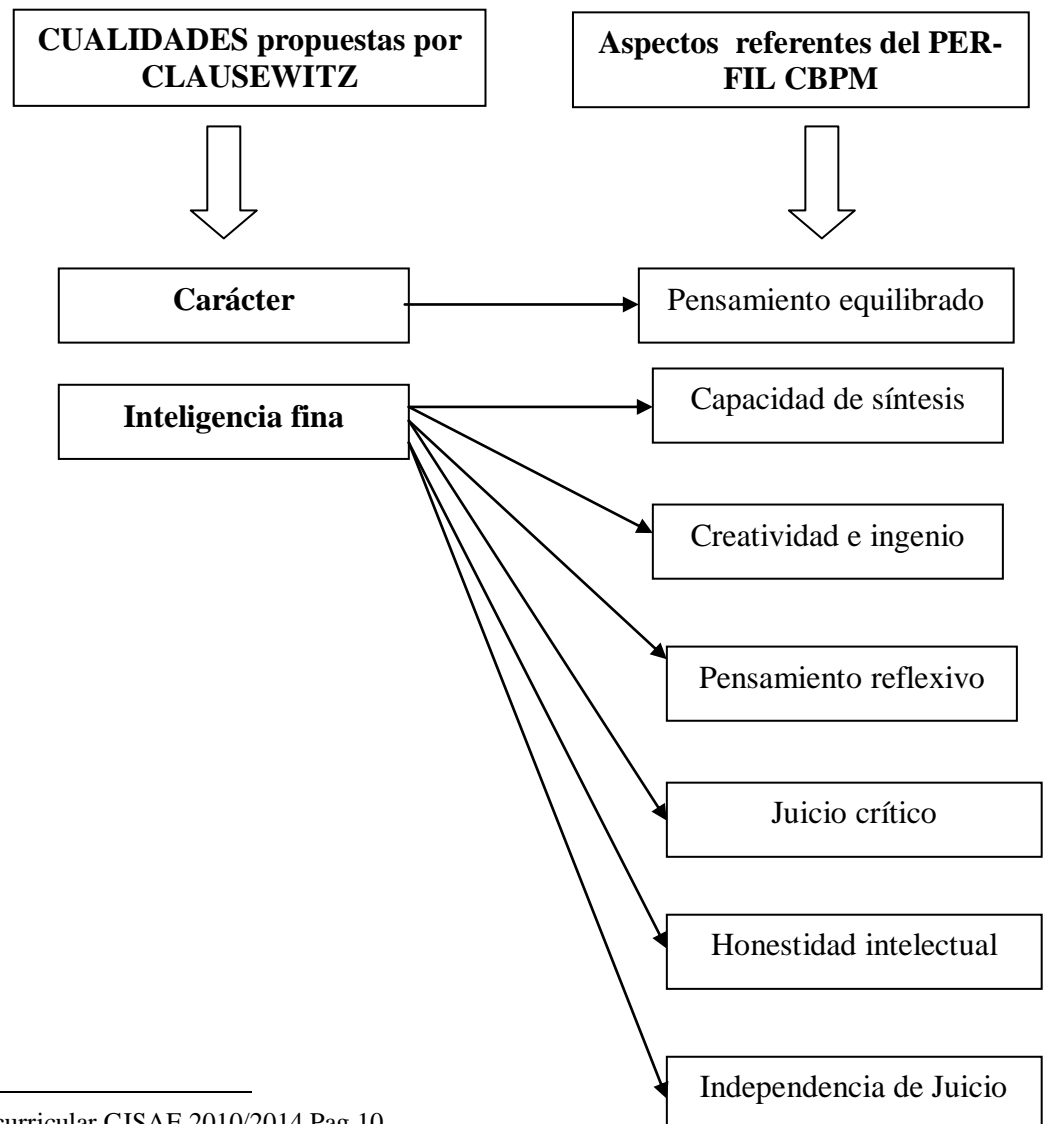 CUALIDADES propuestas por
CLAUSEWITZ
Aspectos referentes del PER-
FIL CBPM
Carácter
Pensamiento equilibrado
Inteligencia fina
Capacidad de síntesis
Creatividad e ingenio
Pensamiento reflexivo
Juicio crítico
Honestidad intelectual
Independencia de Juicio
curricular CJSAE 2010/2014 Pag 10